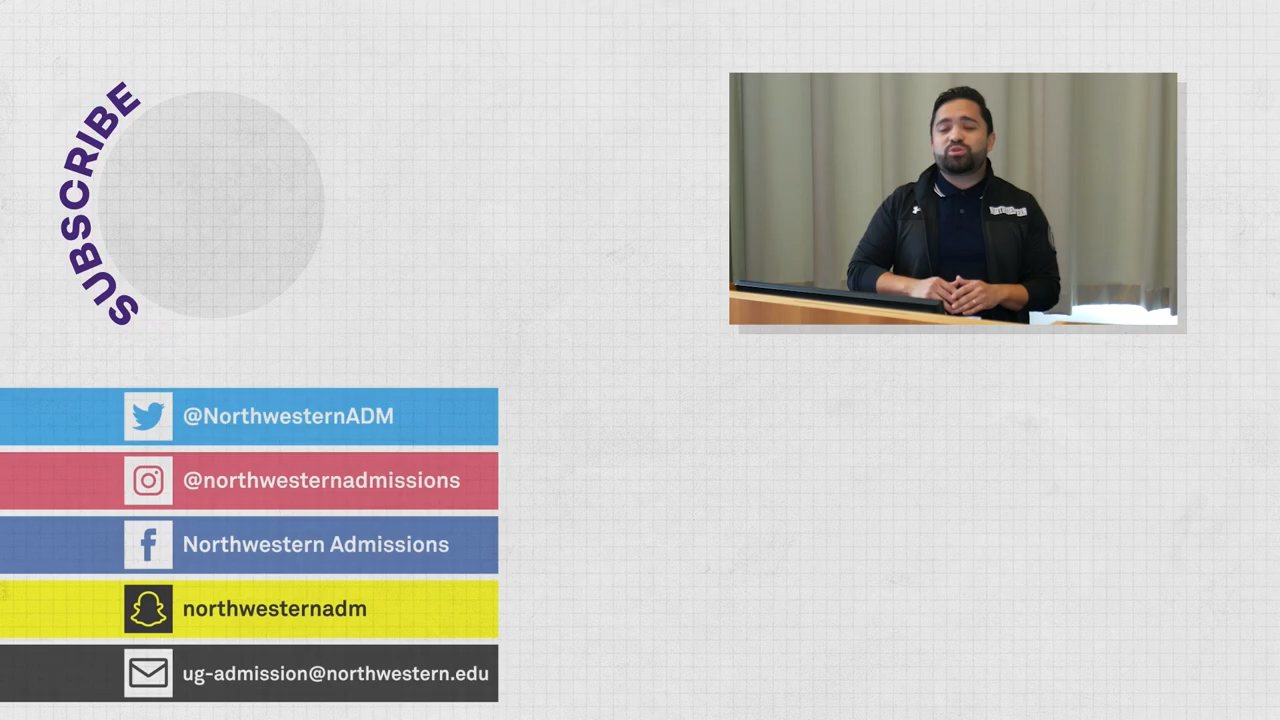 SUBSCRIBE
@NorthwesternADM
@northwesternadmissions
Northwestern Admissions
northwesternadm
ug-admission@northwestern.edu